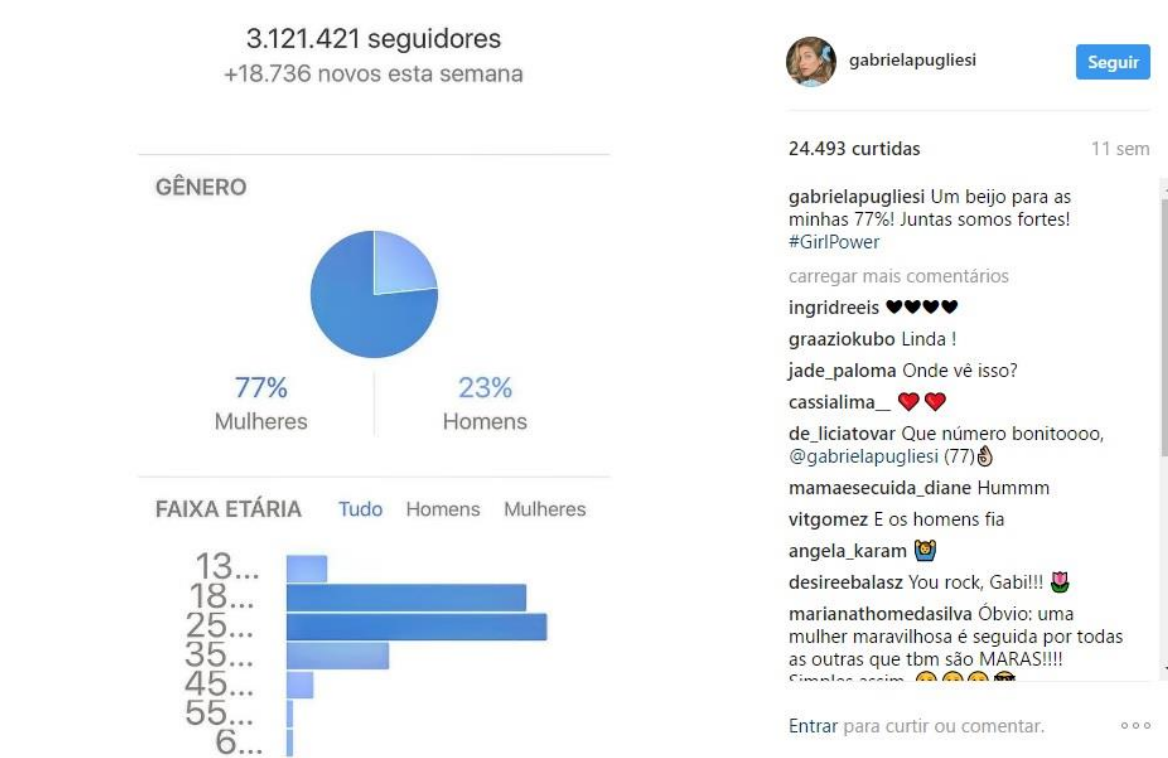 3.121.421 seguidores
+18.736 novos esta semana
GÊNERO
77%
Mulheres
23%
Homens
FAIXA ETÁRIA Tudo Homens Mulheres
13...
18...
25...
35...
45...
55...
6...
gabrielapugliesi Seguir
24.493 curtidas 11 sem
gabrielapugliesi Um beijo para as
minhas 77%! Juntas somos fortes!
#GirlPower
carregar mais comentários
ingridreeis 🖤🖤🖤🖤
graaziokubo Linda !
jade_paloma Onde vê isso?
cassialima__ ❤️ ❤️
de_liciatovar Que número bonitoooo,
@gabrielapugliesi (77)👌🏻
mamaesecuida_diane Hummm
vitgomez E os homens fia
angela_karam 🙆
desireebalasz You rock, Gabi!!! 🌷
marianathomedasilva Óbvio: uma
mulher maravilhosa é seguida por todas
as outras que tbm são MARAS!!!!
Simples assim
Entrar para curtir ou comentar.